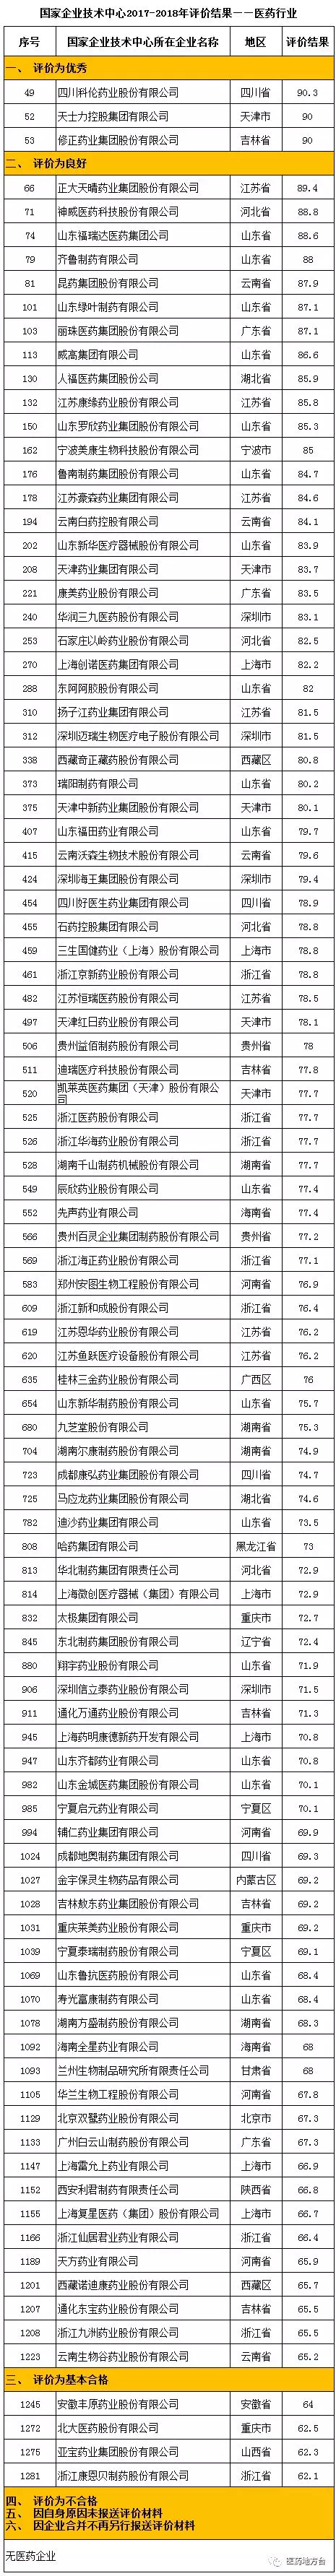 国家企业技术中心2017-2018年评价结果——医药行业
序号 国家企业技术中心所在企业名称 地区 评价结果
一、 评价为优秀
49 四川科伦药业股份有限公司 四川省 90.3
52 天士力控股集团有限公司 天津市 90
53 修正药业集团股份有限公司 吉林省 90
二、 评价为良好
66 正大天晴药业集团股份有限公司 江苏省 89.4
71 神威医药科技股份有限公司 河北省 88.8
74 山东福瑞达医药集团公司 山东省 88.6
79 齐鲁制药有限公司 山东省 88
81 昆药集团股份有限公司 云南省 87.9
101 山东绿叶制药有限公司 山东省 87.1
103 丽珠医药集团股份有限公司 广东省 87.1
113 威高集团有限公司 山东省 86.6
130 人福医药集团股份公司 湖北省 85.9
132 江苏康缘药业股份有限公司 江苏省 85.8
150 山东罗欣药业集团股份有限公司 山东省 85.3
162 宁波美康生物科技股份有限公司 宁波市 85
176 鲁南制药集团股份有限公司 山东省 84.7
178 江苏豪森药业集团有限公司 江苏省 84.6
194 云南白药控股有限公司 云南省 84.1
202 山东新华医疗器械股份有限公司 山东省 83.9
208 天津药业集团有限公司 天津市 83.7
221 康美药业股份有限公司 广东省 83.5
240 华润三九医药股份有限公司 深圳市 83.1
253 石家庄以岭药业股份有限公司 河北省 82.5
270 上海创诺医药集团有限公司 上海市 82.2
288 东阿阿胶股份有限公司 山东省 82
310 扬子江药业集团有限公司 江苏省 81.5
312 深圳迈瑞生物医疗电子股份有限公司 深圳市 81.5
338 西藏奇正藏药股份有限公司 西藏区 80.8
373 瑞阳制药有限公司 山东省 80.2
375 天津中新药业集团股份有限公司 天津市 80.1
407 山东福田药业有限公司 山东省 79.7
415 云南沃森生物技术股份有限公司 云南省 79.6
424 深圳海王集团股份有限公司 深圳市 79.4
454 四川好医生药业集团有限公司 四川省 78.9
455 石药控股集团有限公司 河北省 78.8
459 三生国健药业（上海）股份有限公司 上海市 78.8
461 浙江京新药业股份有限公司 浙江省 78.8
482 江苏恒瑞医药股份有限公司 江苏省 78.5
497 天津红日药业股份有限公司 天津市 78.1
506 贵州益佰制药股份有限公司 贵州省 78
511 迪瑞医疗科技股份有限公司 吉林省 77.8
520 凯莱英医药集团（天津）股份有限公司 天津市 77.7
525 浙江医药股份有限公司 浙江省 77.7
526 浙江华海药业股份有限公司 浙江省 77.7
528 湖南千山制药机械股份有限公司 湖南省 77.7
549 辰欣药业股份有限公司 山东省 77.4
552 先声药业有限公司 海南省 77.4
566 贵州百灵企业集团制药股份有限公司 贵州省 77.2
569 浙江海正药业股份有限公司 浙江省 77.1
583 郑州安图生物工程股份有限公司 河南省 76.9
609 浙江新和成股份有限公司 浙江省 76.4
619 江苏恩华药业股份有限公司 江苏省 76.2
620 江苏鱼跃医疗设备股份有限公司 江苏省 76.2
635 桂林三金药业股份有限公司 广西区 76
654 山东新华制药股份有限公司 山东省 75.7
680 九芝堂股份有限公司 湖南省 75.3
704 湖南尔康制药股份有限公司 湖南省 74.9
723 成都康弘药业集团股份有限公司 四川省 74.7
725 马应龙药业集团股份有限公司 湖北省 74.6
782 迪沙药业集团有限公司 山东省 73.5
808 哈药集团有限公司 黑龙江省 73
813 华北制药集团有限责任公司 河北省 72.9
814 上海微创医疗器械（集团）有限公司 上海市 72.9
832 太极集团有限公司 重庆市 72.7
845 东北制药集团股份有限公司 辽宁省 72.4
880 翔宇药业股份有限公司 山东省 71.9
906 深圳信立泰药业股份有限公司 深圳市 71.5
911 通化万通药业股份有限公司 吉林省 71.3
945 上海药明康德新药开发有限公司 上海市 70.8
947 山东齐都药业有限公司 山东省 70.8
982 山东金城医药集团股份有限公司 山东省 70.1
985 宁夏启元药业有限公司 宁夏区 70.1
994 辅仁药业集团有限公司 河南省 69.9
1024 成都地奥制药集团有限公司 四川省 69.3
1027 金宇保灵生物药品有限公司 内蒙古区 69.2
1028 吉林敖东药业集团股份有限公司 吉林省 69.2
1031 重庆莱美药业股份有限公司 重庆市 69.2
1039 宁夏泰瑞制药股份有限公司 宁夏区 69.1
1069 山东鲁抗医药股份有限公司 山东省 68.4
1070 寿光富康制药有限公司 山东省 68.4
1078 湖南方盛制药股份有限公司 湖南省 68.3
1092 海南全星药业有限公司 海南省 68
1093 兰州生物制品研究所有限责任公司 甘肃省 68
1105 华兰生物工程股份有限公司 河南省 67.8
1129 北京双鹭药业股份有限公司 北京市 67.3
1133 广州白云山制药股份有限公司 广东省 67.3
1147 上海雷允上药业有限公司 上海市 66.9
1152 西安利君制药有限责任公司 陕西省 66.8
1155 上海复星医药（集团）股份有限公司 上海市 66.7
1166 浙江仙居君业药业有限公司 浙江省 66.4
1189 天方药业有限公司 河南省 65.9
1201 西藏诺迪康药业股份有限公司 西藏区 65.7
1207 通化东宝药业股份有限公司 吉林省 65.5
1208 浙江九洲药业股份有限公司 浙江省 65.5
1223 云南生物谷药业股份有限公司 云南省 65.2
三、 评价为基本合格
1245 安徽丰原药业股份有限公司 安徽省 64
1272 北大医药股份有限公司 重庆市 62.5
1275 亚宝药业集团股份有限公司 山西省 62.3
1281 浙江康恩贝制药股份有限公司 浙江省 62.1
四、 评价为不合格
五、 因自身原因未报送评价材料
六、 因企业合并不再另行报送评价材料
无医药企业
医药地方台